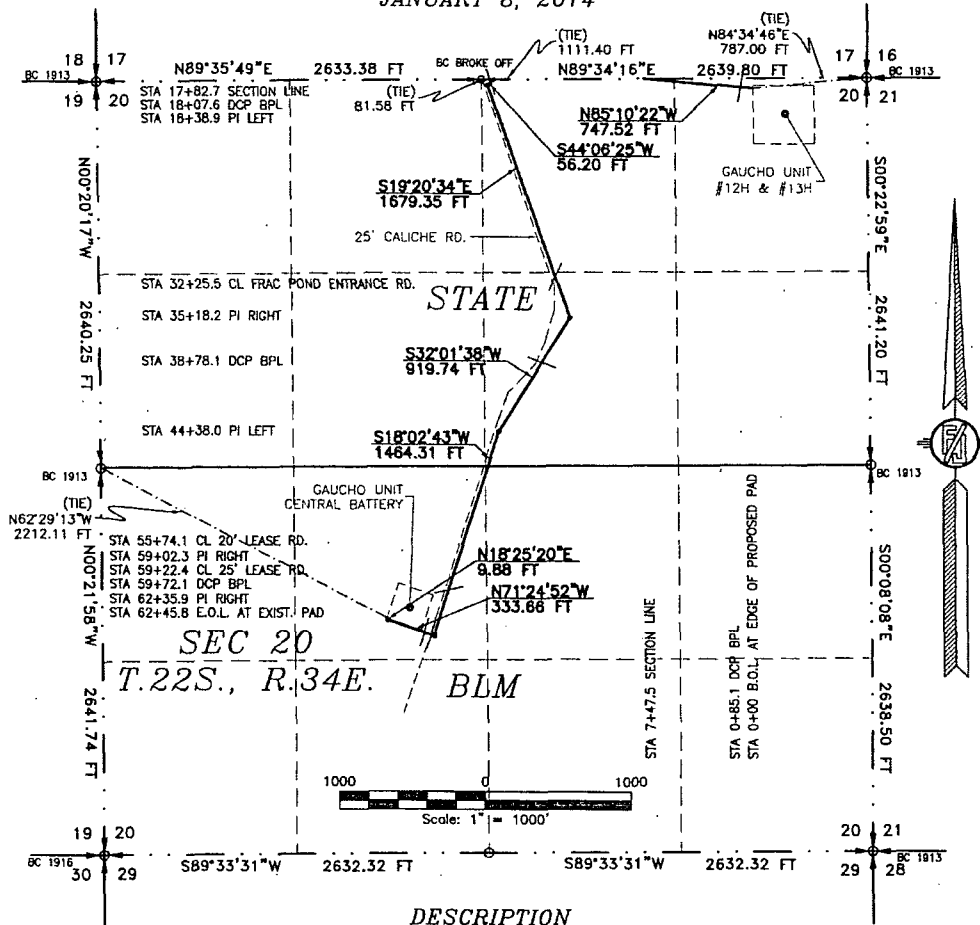 JANUARY 8, 2014
18 17
BC 1913
19 20
N89°35'49"E 2633.38 FT
BC BROKE OFF
(TIE)
1111.40 FT
N89°34'16"E 2639.80 FT
(TIE)
N84°34'46"E
787.00 FT
17 16
BC 1913
20 21
STA 17+82.7 SECTION LINE
STA 18+07.6 DCP BPL
STA 18+38.9 PI LEFT
(TIE)
81.58 FT
N85°10'22"W
747.52 FT
S44°06'25"W
56.20 FT
GAUCHO UNIT
#12H & #13H
S19°20'34"E
1679.35 FT
25' CALICHE RD.
N00°20'17"W
2640.25 FT
S00°22'59"E
2641.20 FT
STA 32+25.5 CL FRAC POND ENTRANCE RD.
STATE
STA 35+18.2 PI RIGHT
STA 38+78.1 DCP BPL
S32°01'38"W
919.74 FT
STA 44+38.0 PI LEFT
S18°02'43"W
1464.31 FT
BC 1913
BC 1913
(TIE)
N62°29'13"W
2212.11 FT
GAUCHO UNIT
CENTRAL BATTERY
STA 55+74.1 CL 20' LEASE RD.
STA 59+02.3 PI RIGHT
STA 59+22.4 CL 25' LEASE RD.
STA 59+72.1 DCP BPL
STA 62+35.9 PI RIGHT
STA 62+45.8 E.O.L. AT EXIST. PAD
N18°25'20"E
9.88 FT
N71°24'52"W
333.66 FT
N00°21'58"W
2641.74 FT
SEC 20
T.22S., R.34E.
BLM
STA 7+47.5 SECTION LINE
STA 0+85.1 DCP BPL
STA 0+00 B.O.L. AT EDGE OF PROPOSED PAD
S00°08'08"E
2638.50 FT
1000 0 1000
Scale: 1" = 1000'
19 20
BC 1916
30 29
S89°33'31"W 2632.32 FT
S89°33'31"W 2632.32 FT
20 21
BC 1913
29 28
DESCRIPTION